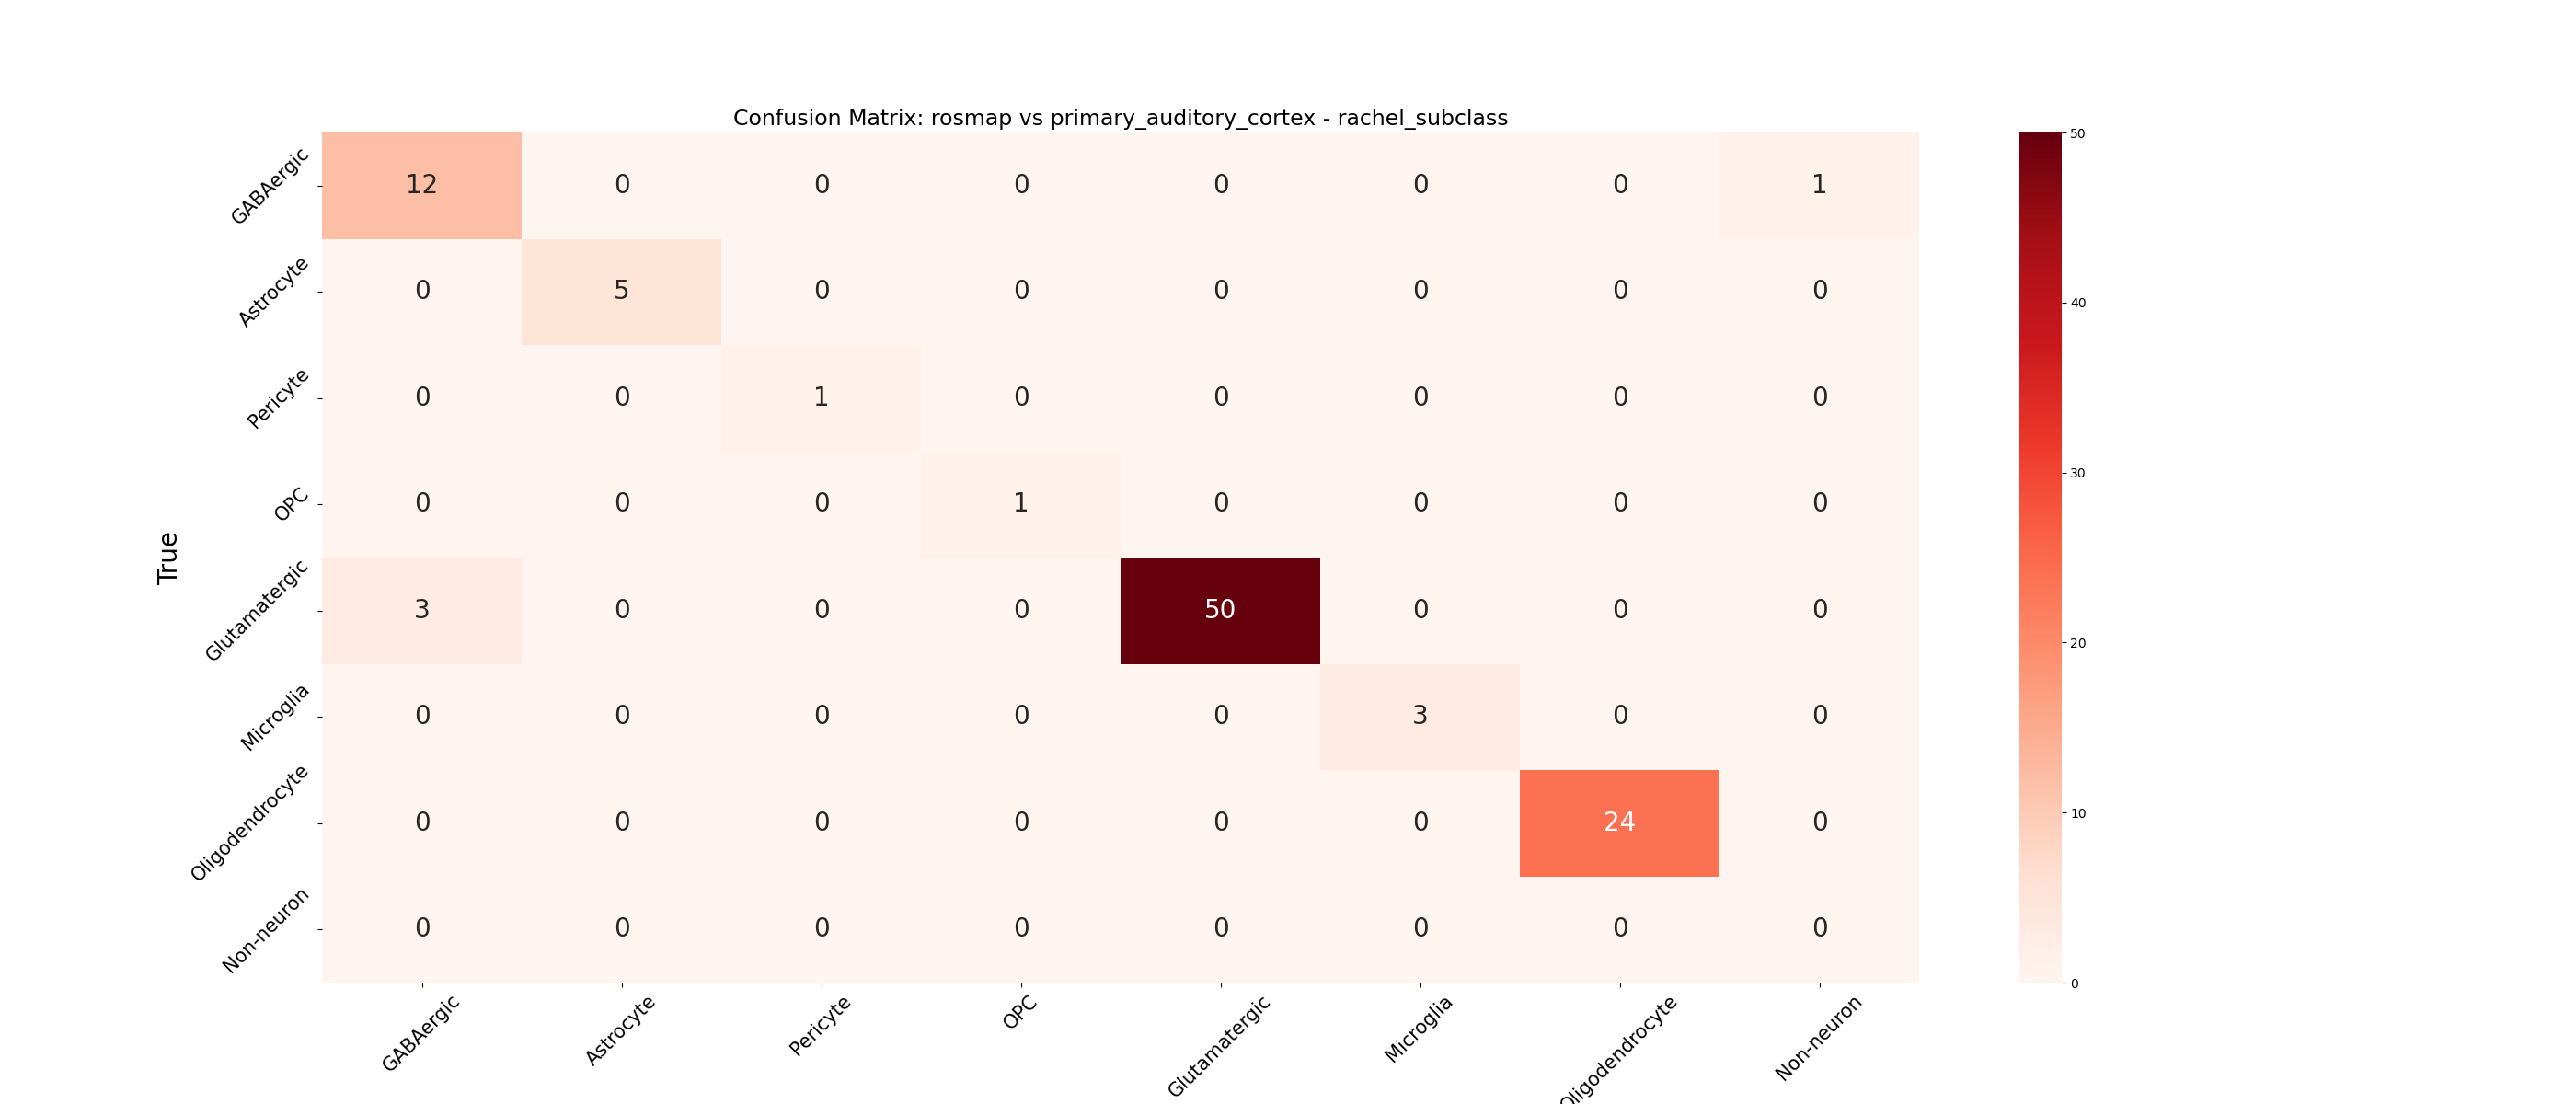 Confusion Matrix: rosmap vs primary_auditory_cortex - rachel_subclass
True
GABAergic 12 0 0 0 0 0 0 1
Astrocyte 0 5 0 0 0 0 0 0
Pericyte 0 0 1 0 0 0 0 0
OPC 0 0 0 1 0 0 0 0
Glutamatergic 3 0 0 0 50 0 0 0
Microglia 0 0 0 0 0 3 0 0
Oligodendrocyte 0 0 0 0 0 0 24 0
Non-neuron 0 0 0 0 0 0 0 0
GABAergic Astrocyte Pericyte OPC Glutamatergic Microglia Oligodendrocyte Non-neuron
50
40
30
20
10
0